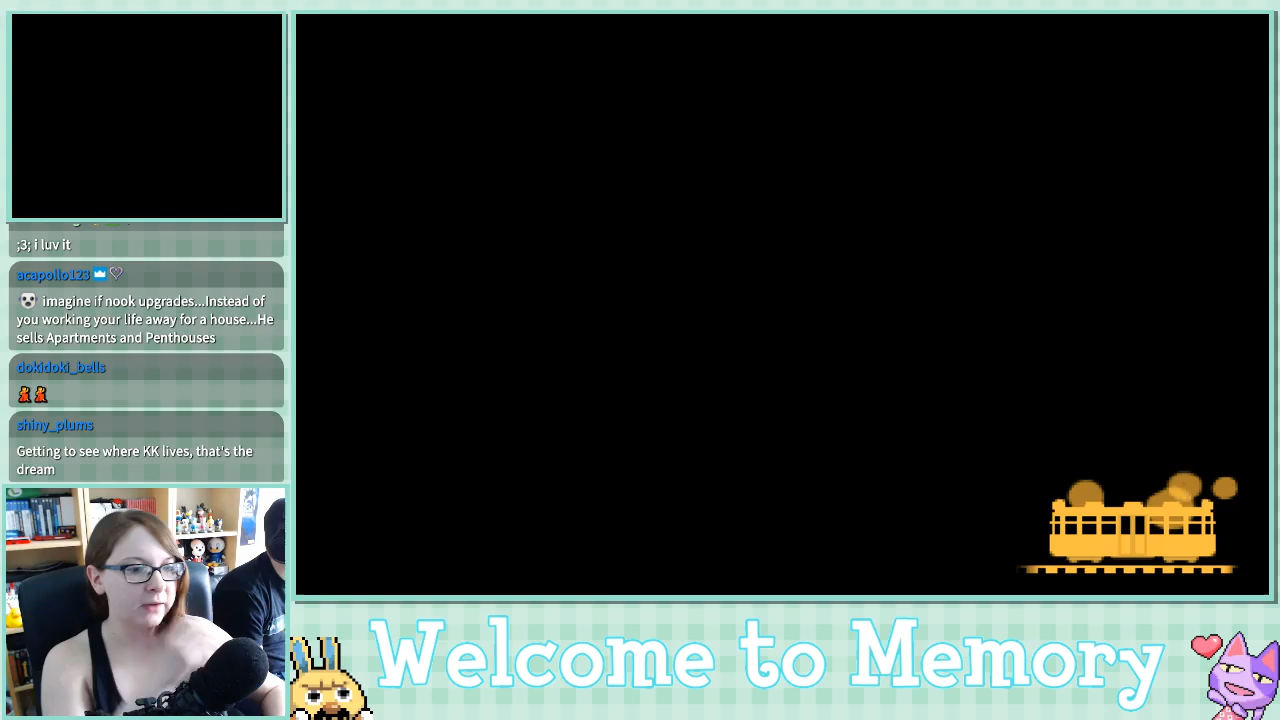 ;3; i luv it
acapollo123
imagine if nook upgrades...Instead of
you working your life away for a house...He
sells Apartments and Penthouses
dokidoki_bells
shiny_plums
Getting to see where KK lives, that's the
dream
Welcome to Memory